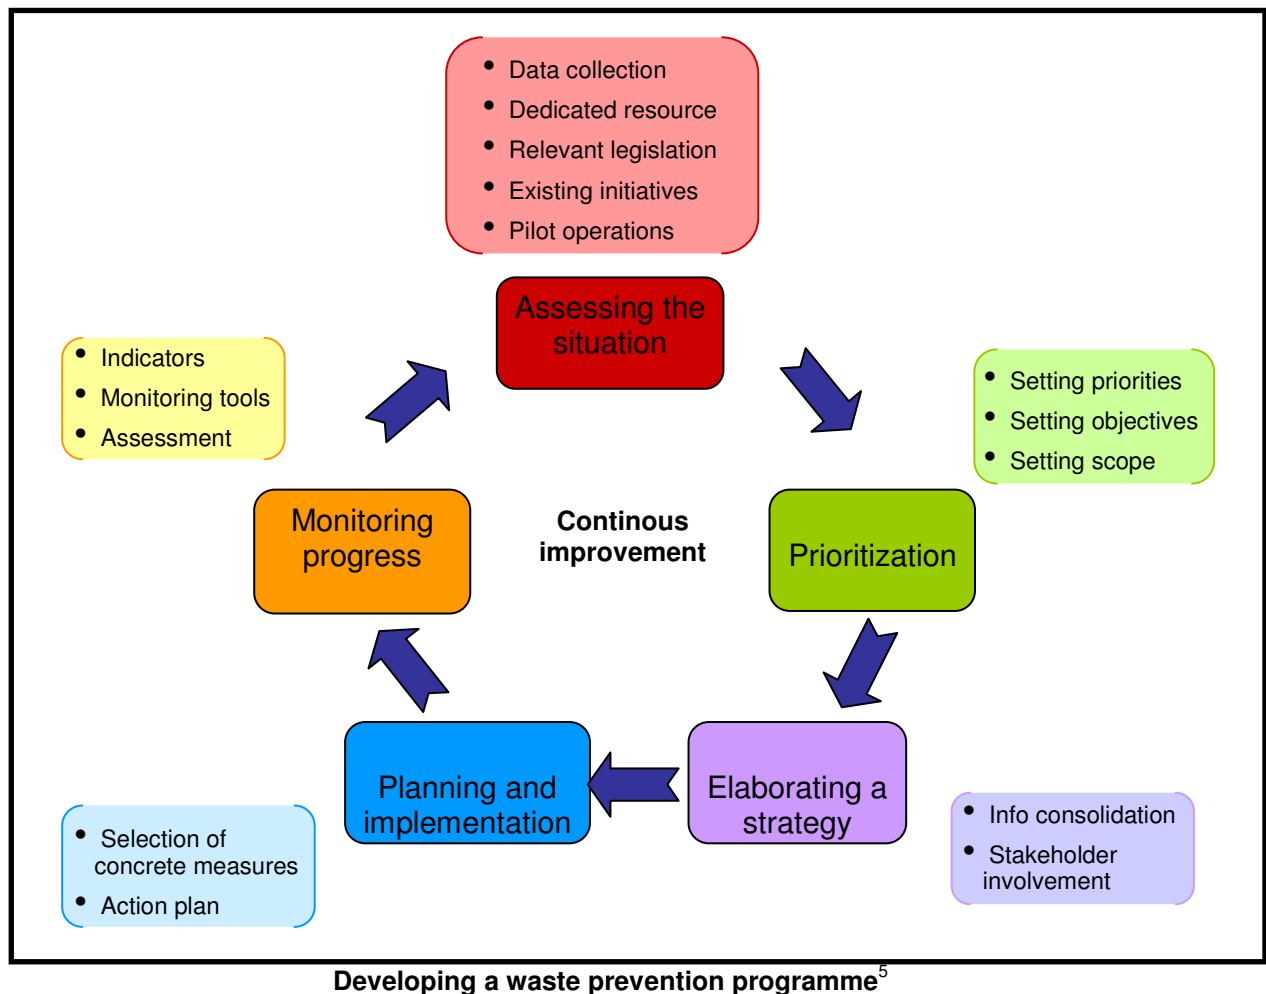 • Data collection
• Dedicated resource
• Relevant legislation
• Existing initiatives
• Pilot operations
Assessing the
situation
• Indicators
• Monitoring tools
• Assessment
• Setting priorities
• Setting objectives
• Setting scope
Monitoring
progress
Continous
improvement
Prioritization
Planning and
implementation
Elaborating a
strategy
• Selection of
concrete measures
• Action plan
• Info consolidation
• Stakeholder
involvement
Developing a waste prevention programme⁵